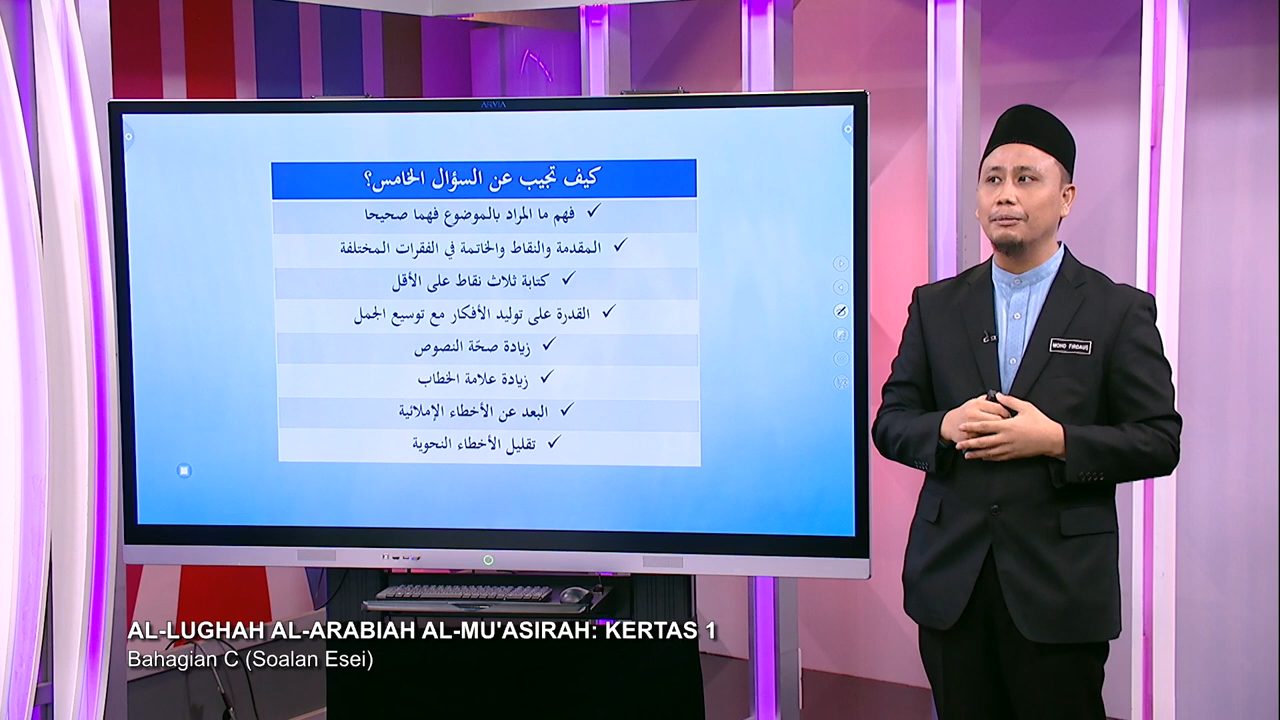 ARVIA
كيف تجيب عن السؤال الخامس؟
✓ فهم ما المراد بالموضوع فهما صحيحا
✓ المقدمة والنقاط والخاتمة في الفقرات المختلفة
✓ كتابة ثلاث نقاط على الأقل
✓ القدرة على توليد الأفكار مع توسيع الجمل
✓ زيادة صحّة النصوص
✓ زيادة علامة الخطاب
✓ البعد عن الأخطاء الإملائية
✓ تقليل الأخطاء النحوية
MOHD FIRDAUS
AL-LUGHAH AL-ARABIAH AL-MU'ASIRAH: KERTAS 1
Bahagian C (Soalan Esei)